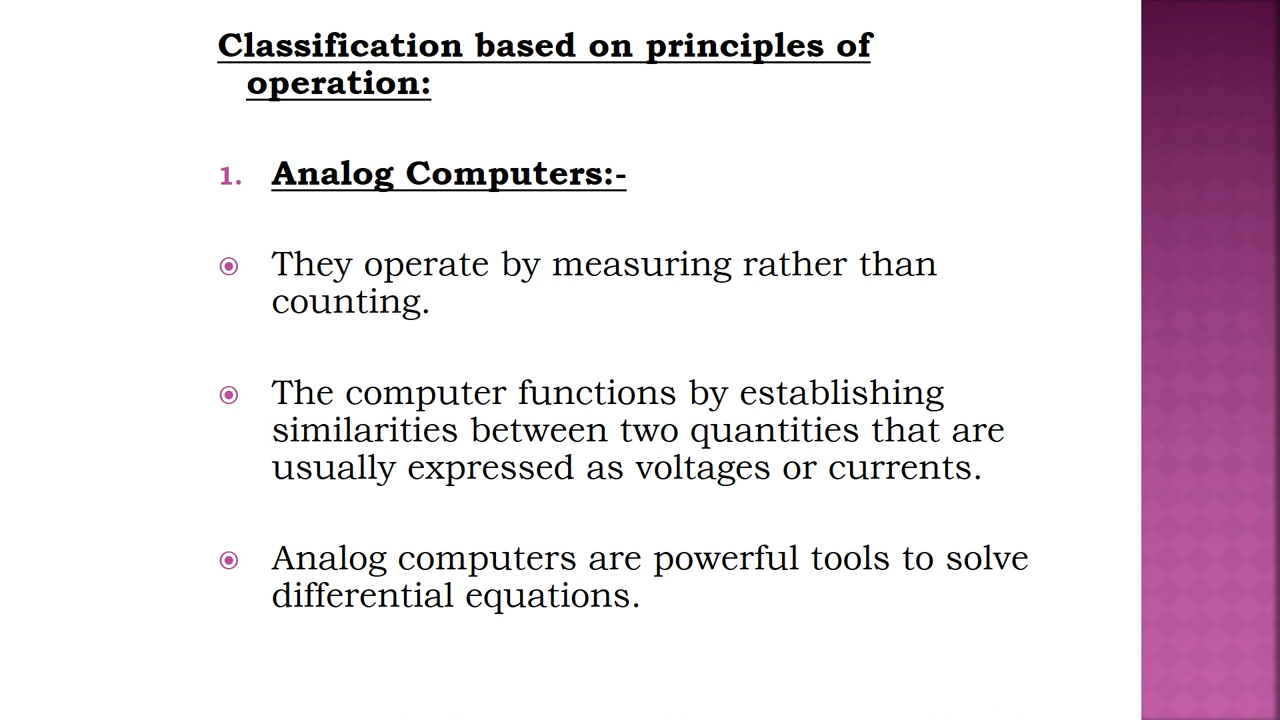 Classification based on principles of
operation:
1. Analog Computers:-
They operate by measuring rather than
counting.
The computer functions by establishing
similarities between two quantities that are
usually expressed as voltages or currents.
Analog computers are powerful tools to solve
differential equations.